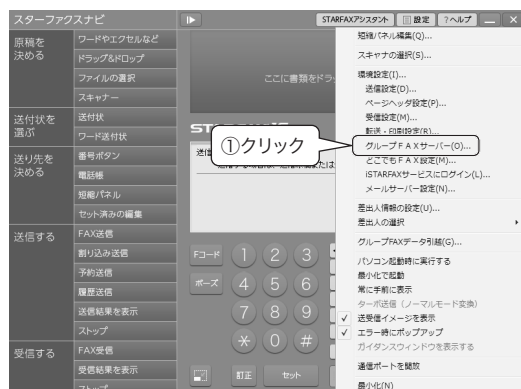 スターファクスナビ
STARFAXアシスタント
設定
?ヘルプ
原稿を
決める
ワードやエクセルなど
ドラッグ&ドロップ
ファイルの選択
スキャナー
送付状を
選ぶ
送付状
ワード送付状
送り先を
決める
番号ボタン
電話帳
短縮パネル
セット済みの編集
送信する
FAX送信
割り込み送信
予約送信
履歴送信
送信結果を表示
ストップ
受信する
FAX受信
受信結果を表示
ストップ
ここに書類をドラ
①クリック
Fコード
1
2
3
ポーズ
4
5
6
7
8
9
*
0
#
訂正
セット
短縮パネル編集(Q)...
スキャナの選択(S)...
環境設定(I)...
送信設定(D)...
ページヘッダ設定(P)...
受信設定(M)...
転送・印刷設定(R)...
グループFAXサーバー(O)...
どこでもFAX設定(M)...
iSTARFAXサービスにログイン(L)...
メールサーバー設定(N)...
差出人情報の設定(U)...
差出人の選択
グループFAXデータ引越(G)...
パソコン起動時に実行する
最小化で起動
常に手前に表示
ターボ送信(ノーマルモード変換)
✓ 送受信イメージを表示
✓ エラー時にポップアップ
ガイダンスウィンドウを表示する
通信ポートを開放
最小化(N)